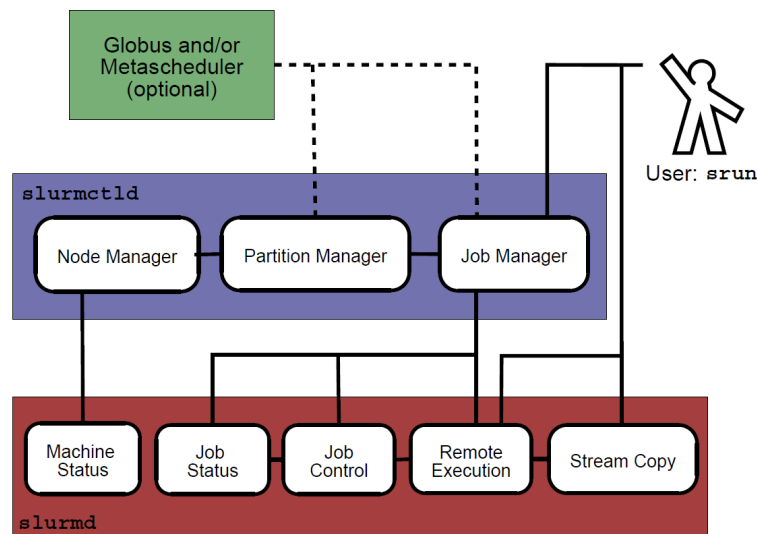 Globus and/or
Metascheduler
(optional)
User: srun
slurmctld
Node Manager
Partition Manager
Job Manager
Machine
Status
Job
Status
Job
Control
Remote
Execution
Stream Copy
slurmd